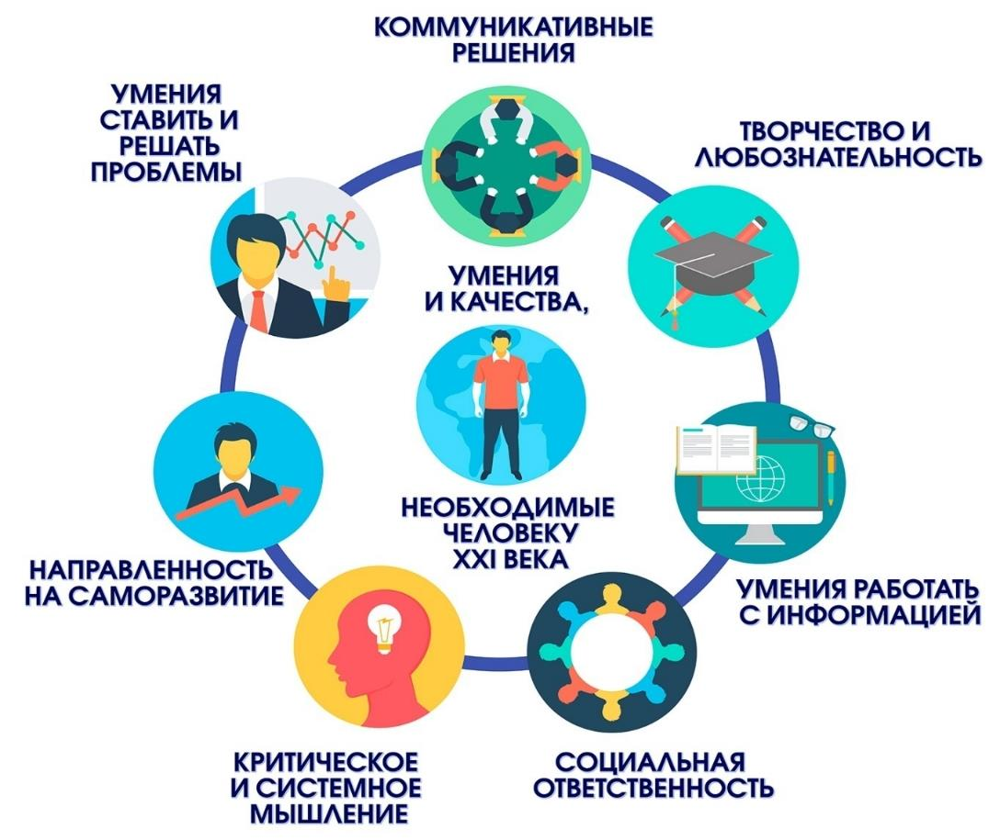 КОММУНИКАТИВНЫЕ
РЕШЕНИЯ
УМЕНИЯ
СТАВИТЬ И
РЕШАТЬ
ПРОБЛЕМЫ
ТВОРЧЕСТВО И
ЛЮБОЗНАТЕЛЬНОСТЬ
УМЕНИЯ
И КАЧЕСТВА,
НЕОБХОДИМЫЕ
ЧЕЛОВЕКУ
XXI ВЕКА
НАПРАВЛЕННОСТЬ
НА САМОРАЗВИТИЕ
УМЕНИЯ РАБОТАТЬ
С ИНФОРМАЦИЕЙ
КРИТИЧЕСКОЕ
И СИСТЕМНОЕ
МЫШЛЕНИЕ
СОЦИАЛЬНАЯ
ОТВЕТСТВЕННОСТЬ